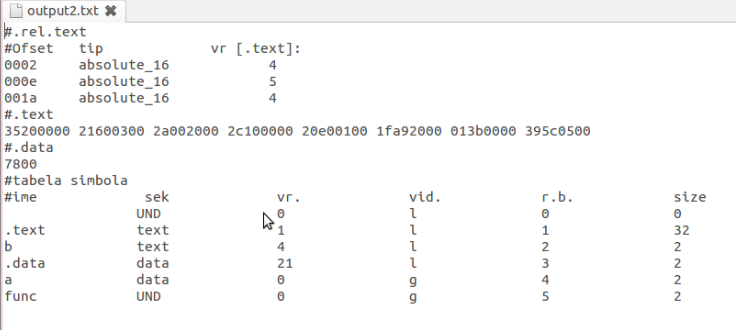 output2.txt
#.rel.text
#Ofset tip vr [.text]:
0002 absolute_16 4
000e absolute_16 5
001a absolute_16 4
#.text
35200000 21600300 2a002000 2c100000 20e00100 1fa92000 013b0000 395c0500
#.data
7800
#tabela simbola
#ime sek vr. vid. r.b. size
UND 0 l 0 0
.text text 1 l 1 32
b text 4 l 2 2
.data data 21 l 3 2
a data 0 g 4 2
func UND 0 g 5 2